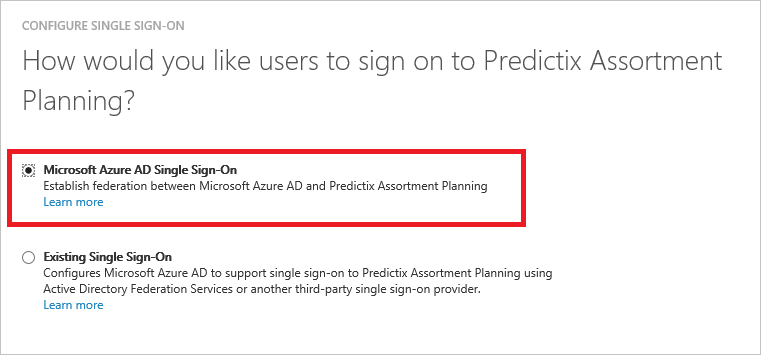 CONFIGURE SINGLE SIGN-ON
How would you like users to sign on to Predictix Assortment
Planning?
Microsoft Azure AD Single Sign-On
Establish federation between Microsoft Azure AD and Predictix Assortment Planning
Learn more
Existing Single Sign-On
Configures Microsoft Azure AD to support single sign-on to Predictix Assortment Planning using
Active Directory Federation Services or another third-party single sign-on provider.
Learn more